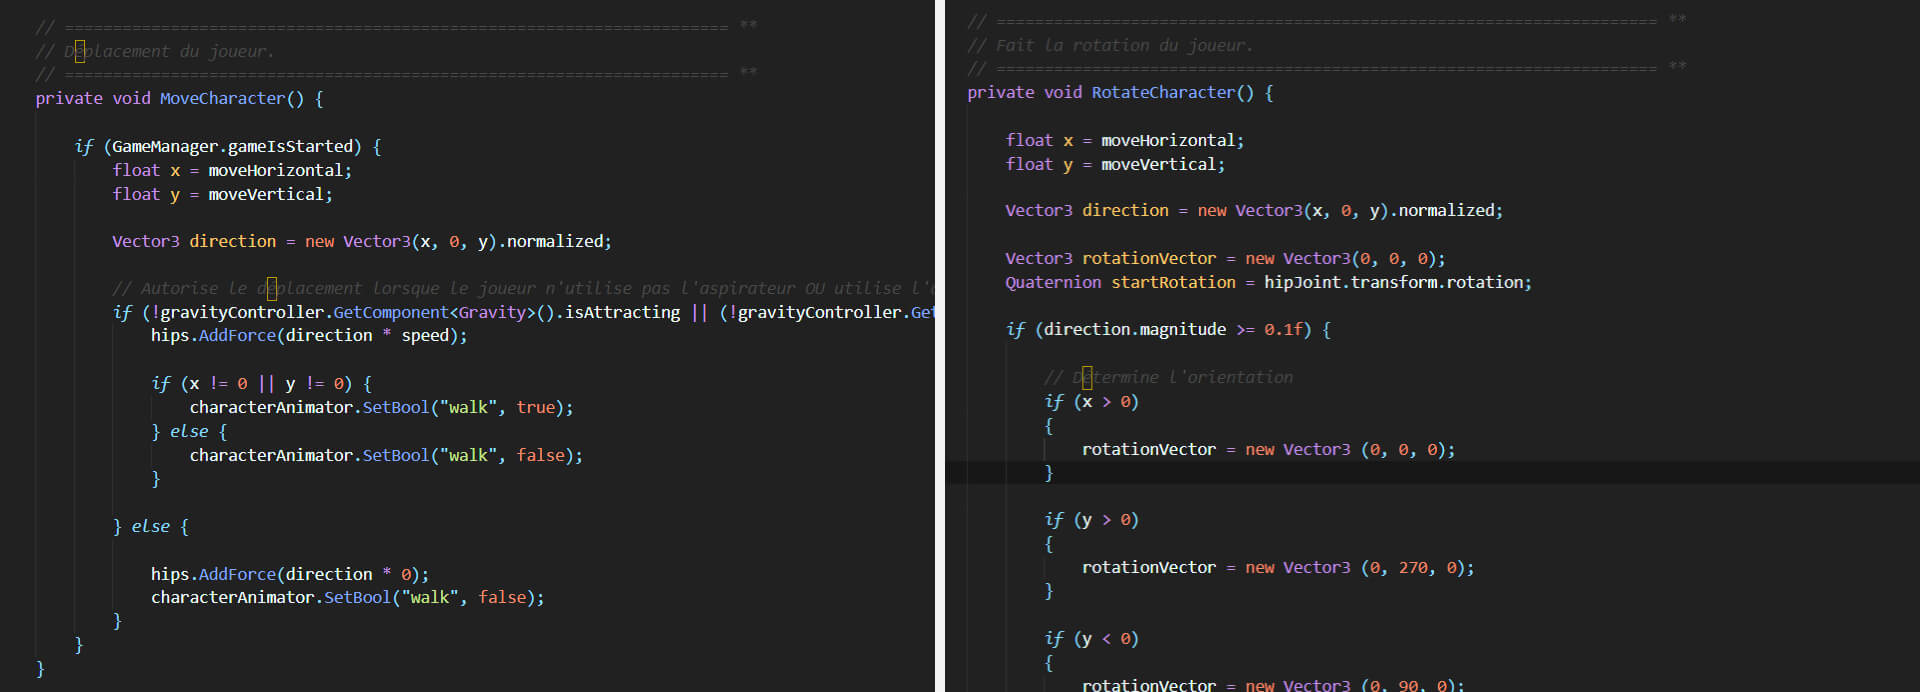 // ===================================================================== **
// Déplacement du joueur.
// ===================================================================== **
private void MoveCharacter() {
if (GameManager.gameIsStarted) {
float x = moveHorizontal;
float y = moveVertical;
Vector3 direction = new Vector3(x, 0, y).normalized;
// Autorise le déplacement lorsque le joueur n'utilise pas l'aspirateur OU utilise l'
if (!gravityController.GetComponent<Gravity>().isAttracting || (!gravityController.Get
hips.AddForce(direction * speed);
if (x != 0 || y != 0) {
characterAnimator.SetBool("walk", true);
} else {
characterAnimator.SetBool("walk", false);
}
} else {
hips.AddForce(direction * 0);
characterAnimator.SetBool("walk", false);
}
}
}
// ===================================================================== **
// Fait la rotation du joueur.
// ===================================================================== **
private void RotateCharacter() {
float x = moveHorizontal;
float y = moveVertical;
Vector3 direction = new Vector3(x, 0, y).normalized;
Vector3 rotationVector = new Vector3(0, 0, 0);
Quaternion startRotation = hipJoint.transform.rotation;
if (direction.magnitude >= 0.1f) {
// Détermine l'orientation
if (x > 0)
{
rotationVector = new Vector3 (0, 0, 0);
}
if (y > 0)
{
rotationVector = new Vector3 (0, 270, 0);
}
if (y < 0)
{
rotationVector = new Vector3 (0, 90, 0);